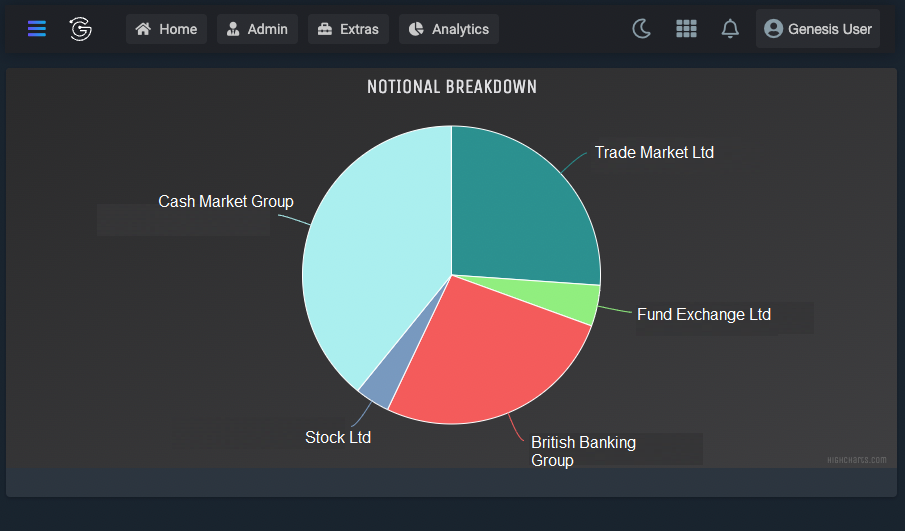 Home
Admin
Extras
Analytics
Genesis User
NOTIONAL BREAKDOWN
Trade Market Ltd
Cash Market Group
Fund Exchange Ltd
Stock Ltd
British Banking
Group
Highcharts.com